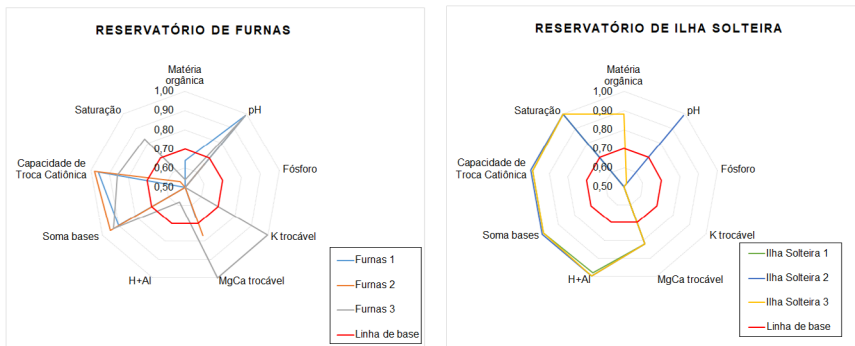 RESERVATÓRIO DE FURNAS
Matéria
orgânica
1,00
0,90
0,80
0,70
0,60
0,50
pH
Fósforo
K trocável
MgCa trocável
H+Al
Soma bases
Capacidade de
Troca Catiônica
Saturação
Furnas 1
Furnas 2
Furnas 3
Linha de base
RESERVATÓRIO DE ILHA SOLTEIRA
Matéria
orgânica
1,00
0,90
0,80
0,70
0,60
0,50
pH
Fósforo
K trocável
MgCa trocável
H+Al
Soma bases
Capacidade de
Troca Catiônica
Saturação
Ilha Solteira 1
Ilha Solteira 2
Ilha Solteira 3
Linha de base